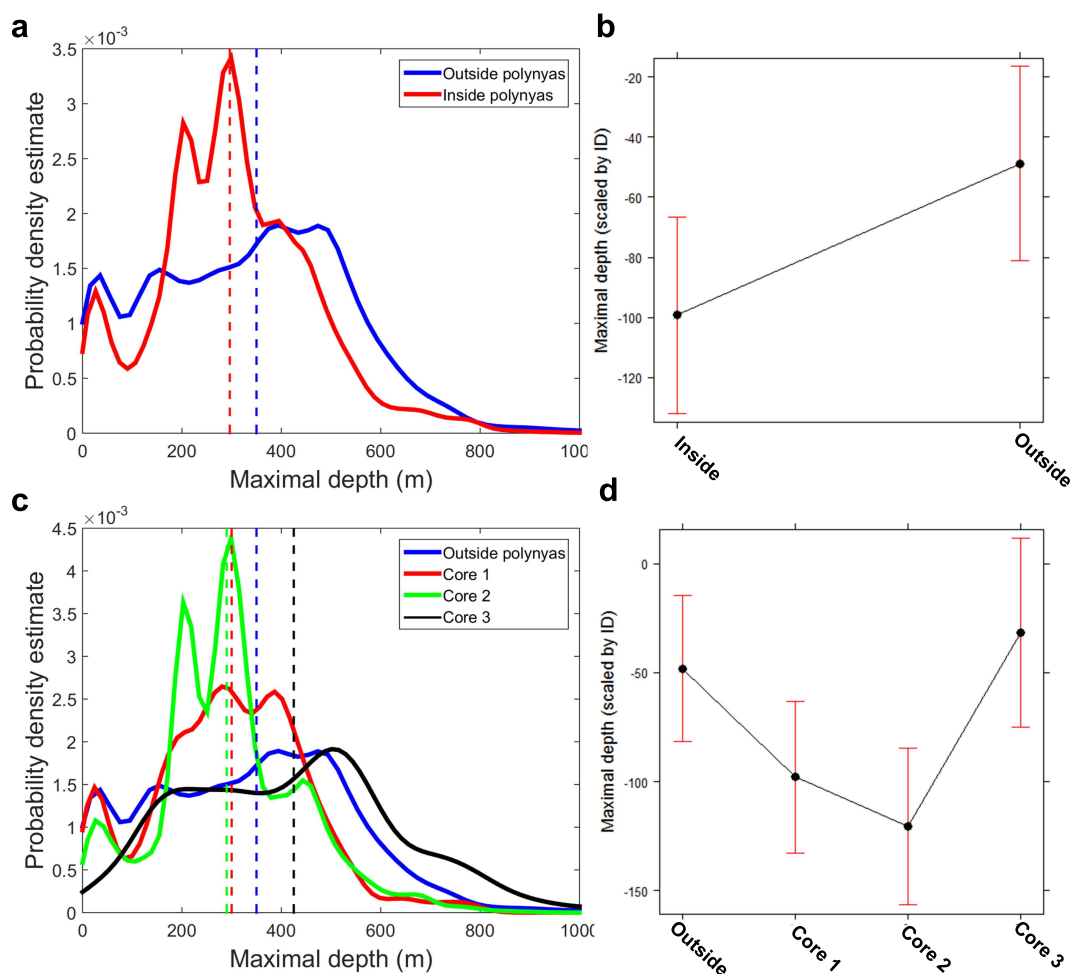 a
×10⁻³
3.5
3
2.5
2
1.5
1
0.5
0
Probability density estimate
Outside polynyas
Inside polynyas
0 200 400 600 800 100
Maximal depth (m)
b
-20
-40
-60
-80
-100
-120
Maximal depth (scaled by ID)
Inside
Outside
c
×10⁻³
4.5
4
3.5
3
2.5
2
1.5
1
0.5
0
Probability density estimate
Outside polynyas
Core 1
Core 2
Core 3
0 200 400 600 800 1000
Maximal depth (m)
d
0
-50
-100
-150
Maximal depth (scaled by ID)
Outside
Core 1
Core 2
Core 3